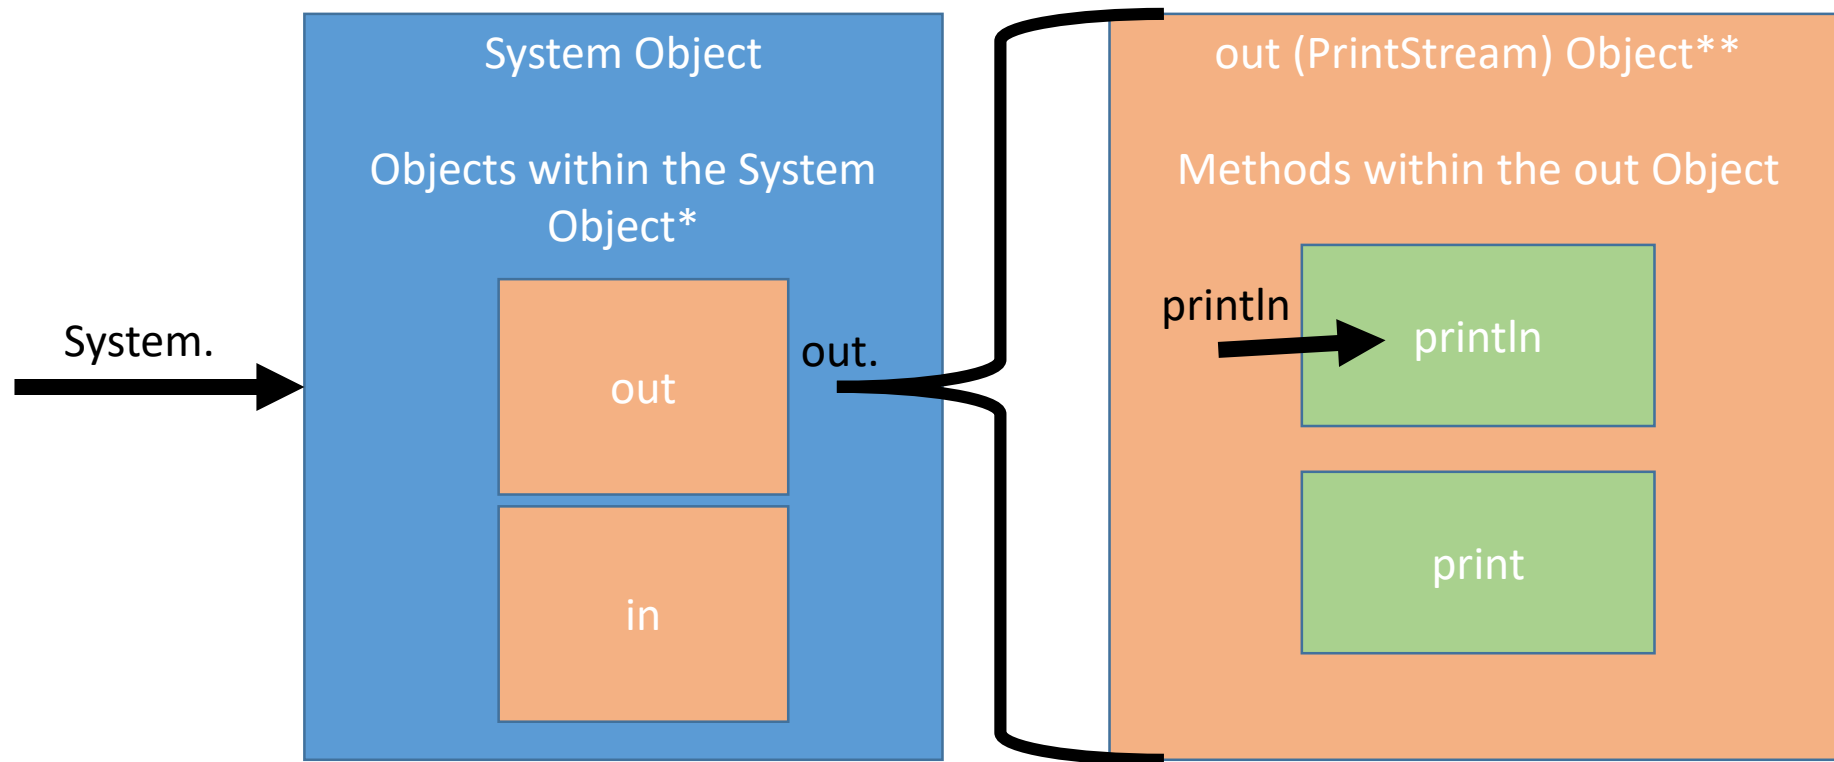 System Object
Objects within the System
Object*
System.
out
out.
in
out (PrintStream) Object**
Methods within the out Object
println
println
print